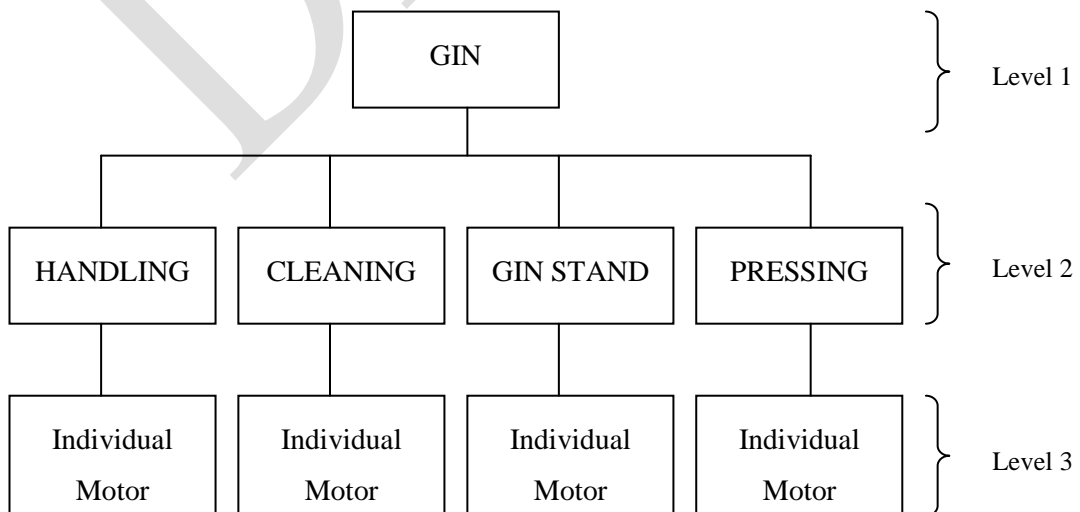 GIN
Level 1
HANDLING
CLEANING
GIN STAND
PRESSING
Level 2
Individual
Motor
Individual
Motor
Individual
Motor
Individual
Motor
Level 3